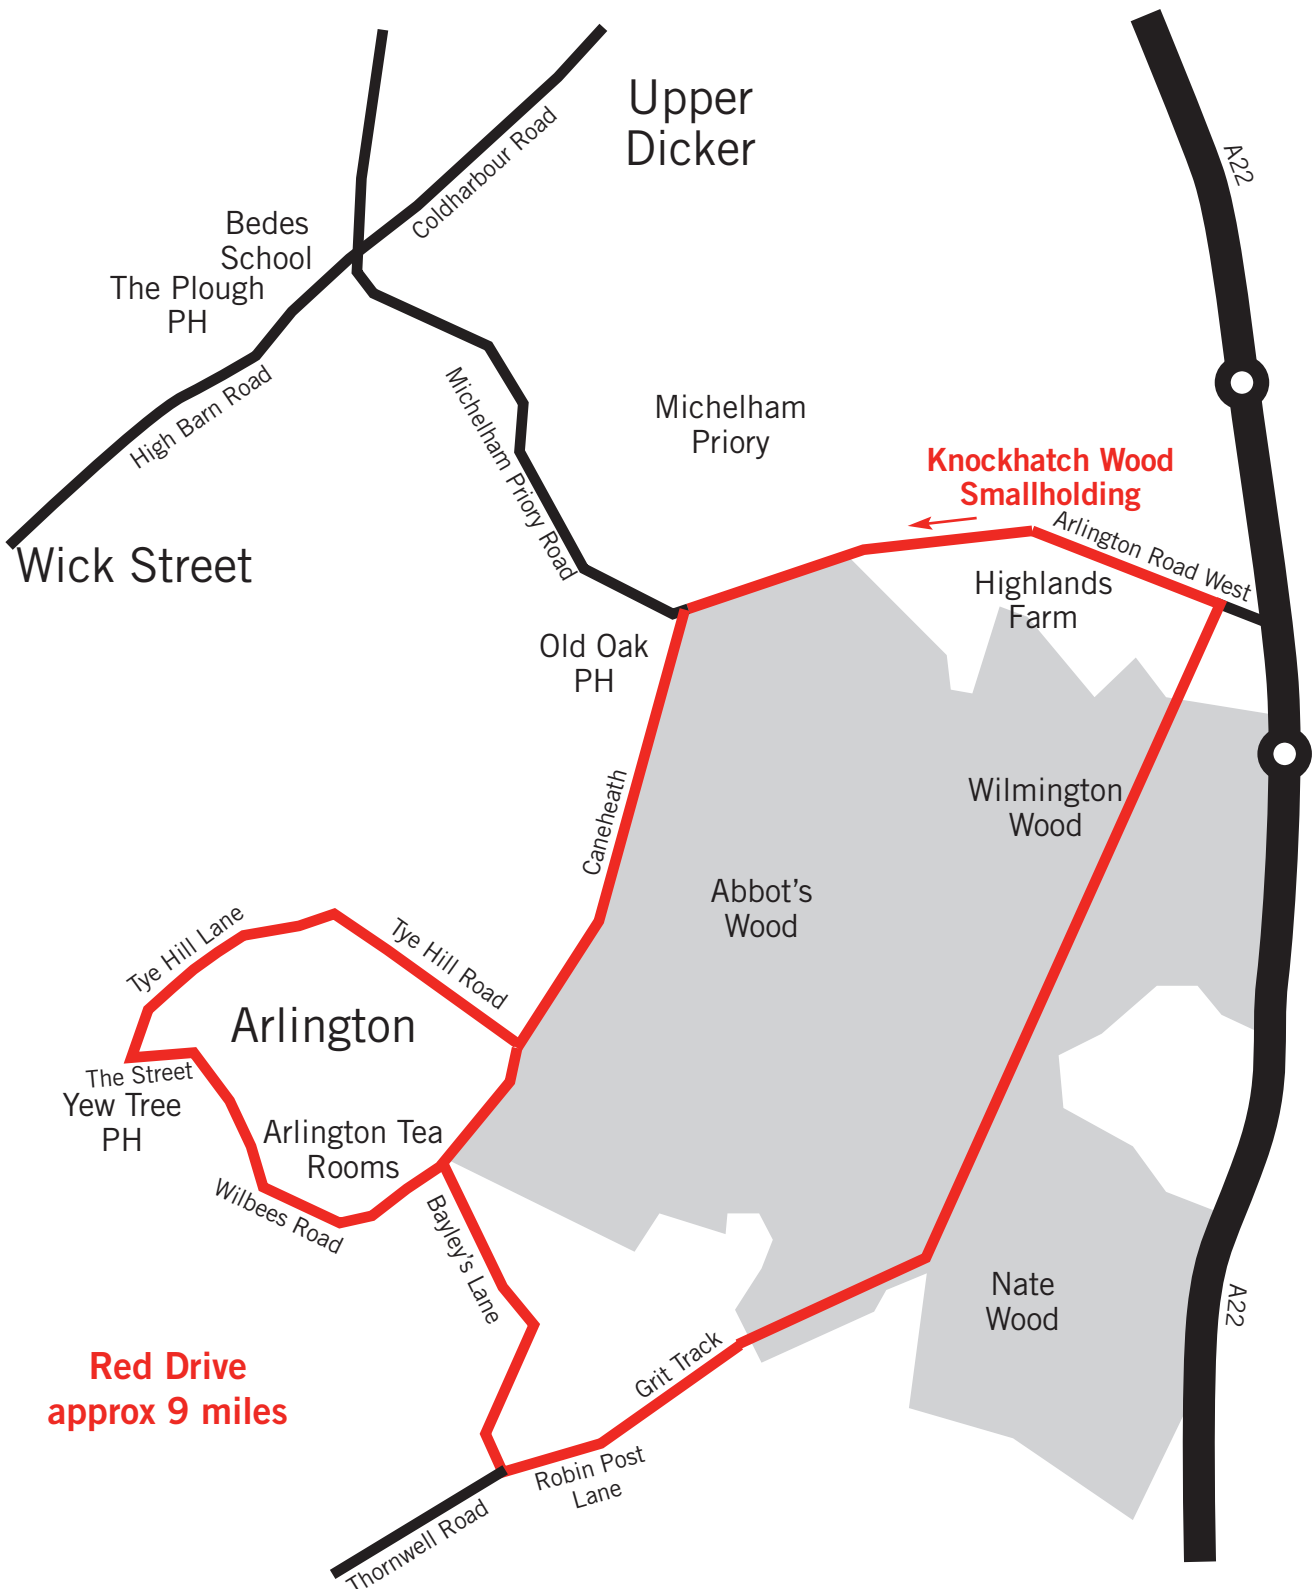 Upper
Dicker
A22
Coldharbour Road
Bedes
School
The Plough
PH
High Barn Road
Michelham Priory Road
Michelham
Priory
Knockhatch Wood
Smallholding
Arlington Road West
Wick Street
Highlands
Farm
Old Oak
PH
Caneheath
Wilmington
Wood
Abbot's
Wood
Tye Hill Lane
Tye Hill Road
Arlington
The Street
Yew Tree
PH
Arlington Tea
Rooms
Wilbees Road
Bayley's Lane
Nate
Wood
A22
Red Drive
approx 9 miles
Grit Track
Robin Post
Lane
Thornwell Road